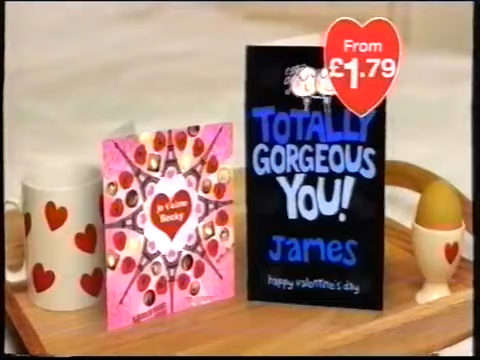 From
£1.79
TOTALLY
GORGEOUS
YOU!
James
happy valentine's day
je t'aime
Becky